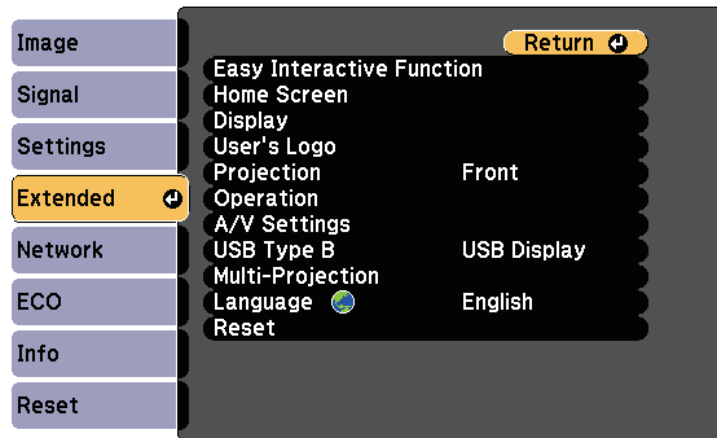 Image
Signal
Settings
Extended
Network
ECO
Info
Reset
Return
Easy Interactive Function
Home Screen
Display
User's Logo
Projection Front
Operation
A/V Settings
USB Type B USB Display
Multi-Projection
Language English
Reset